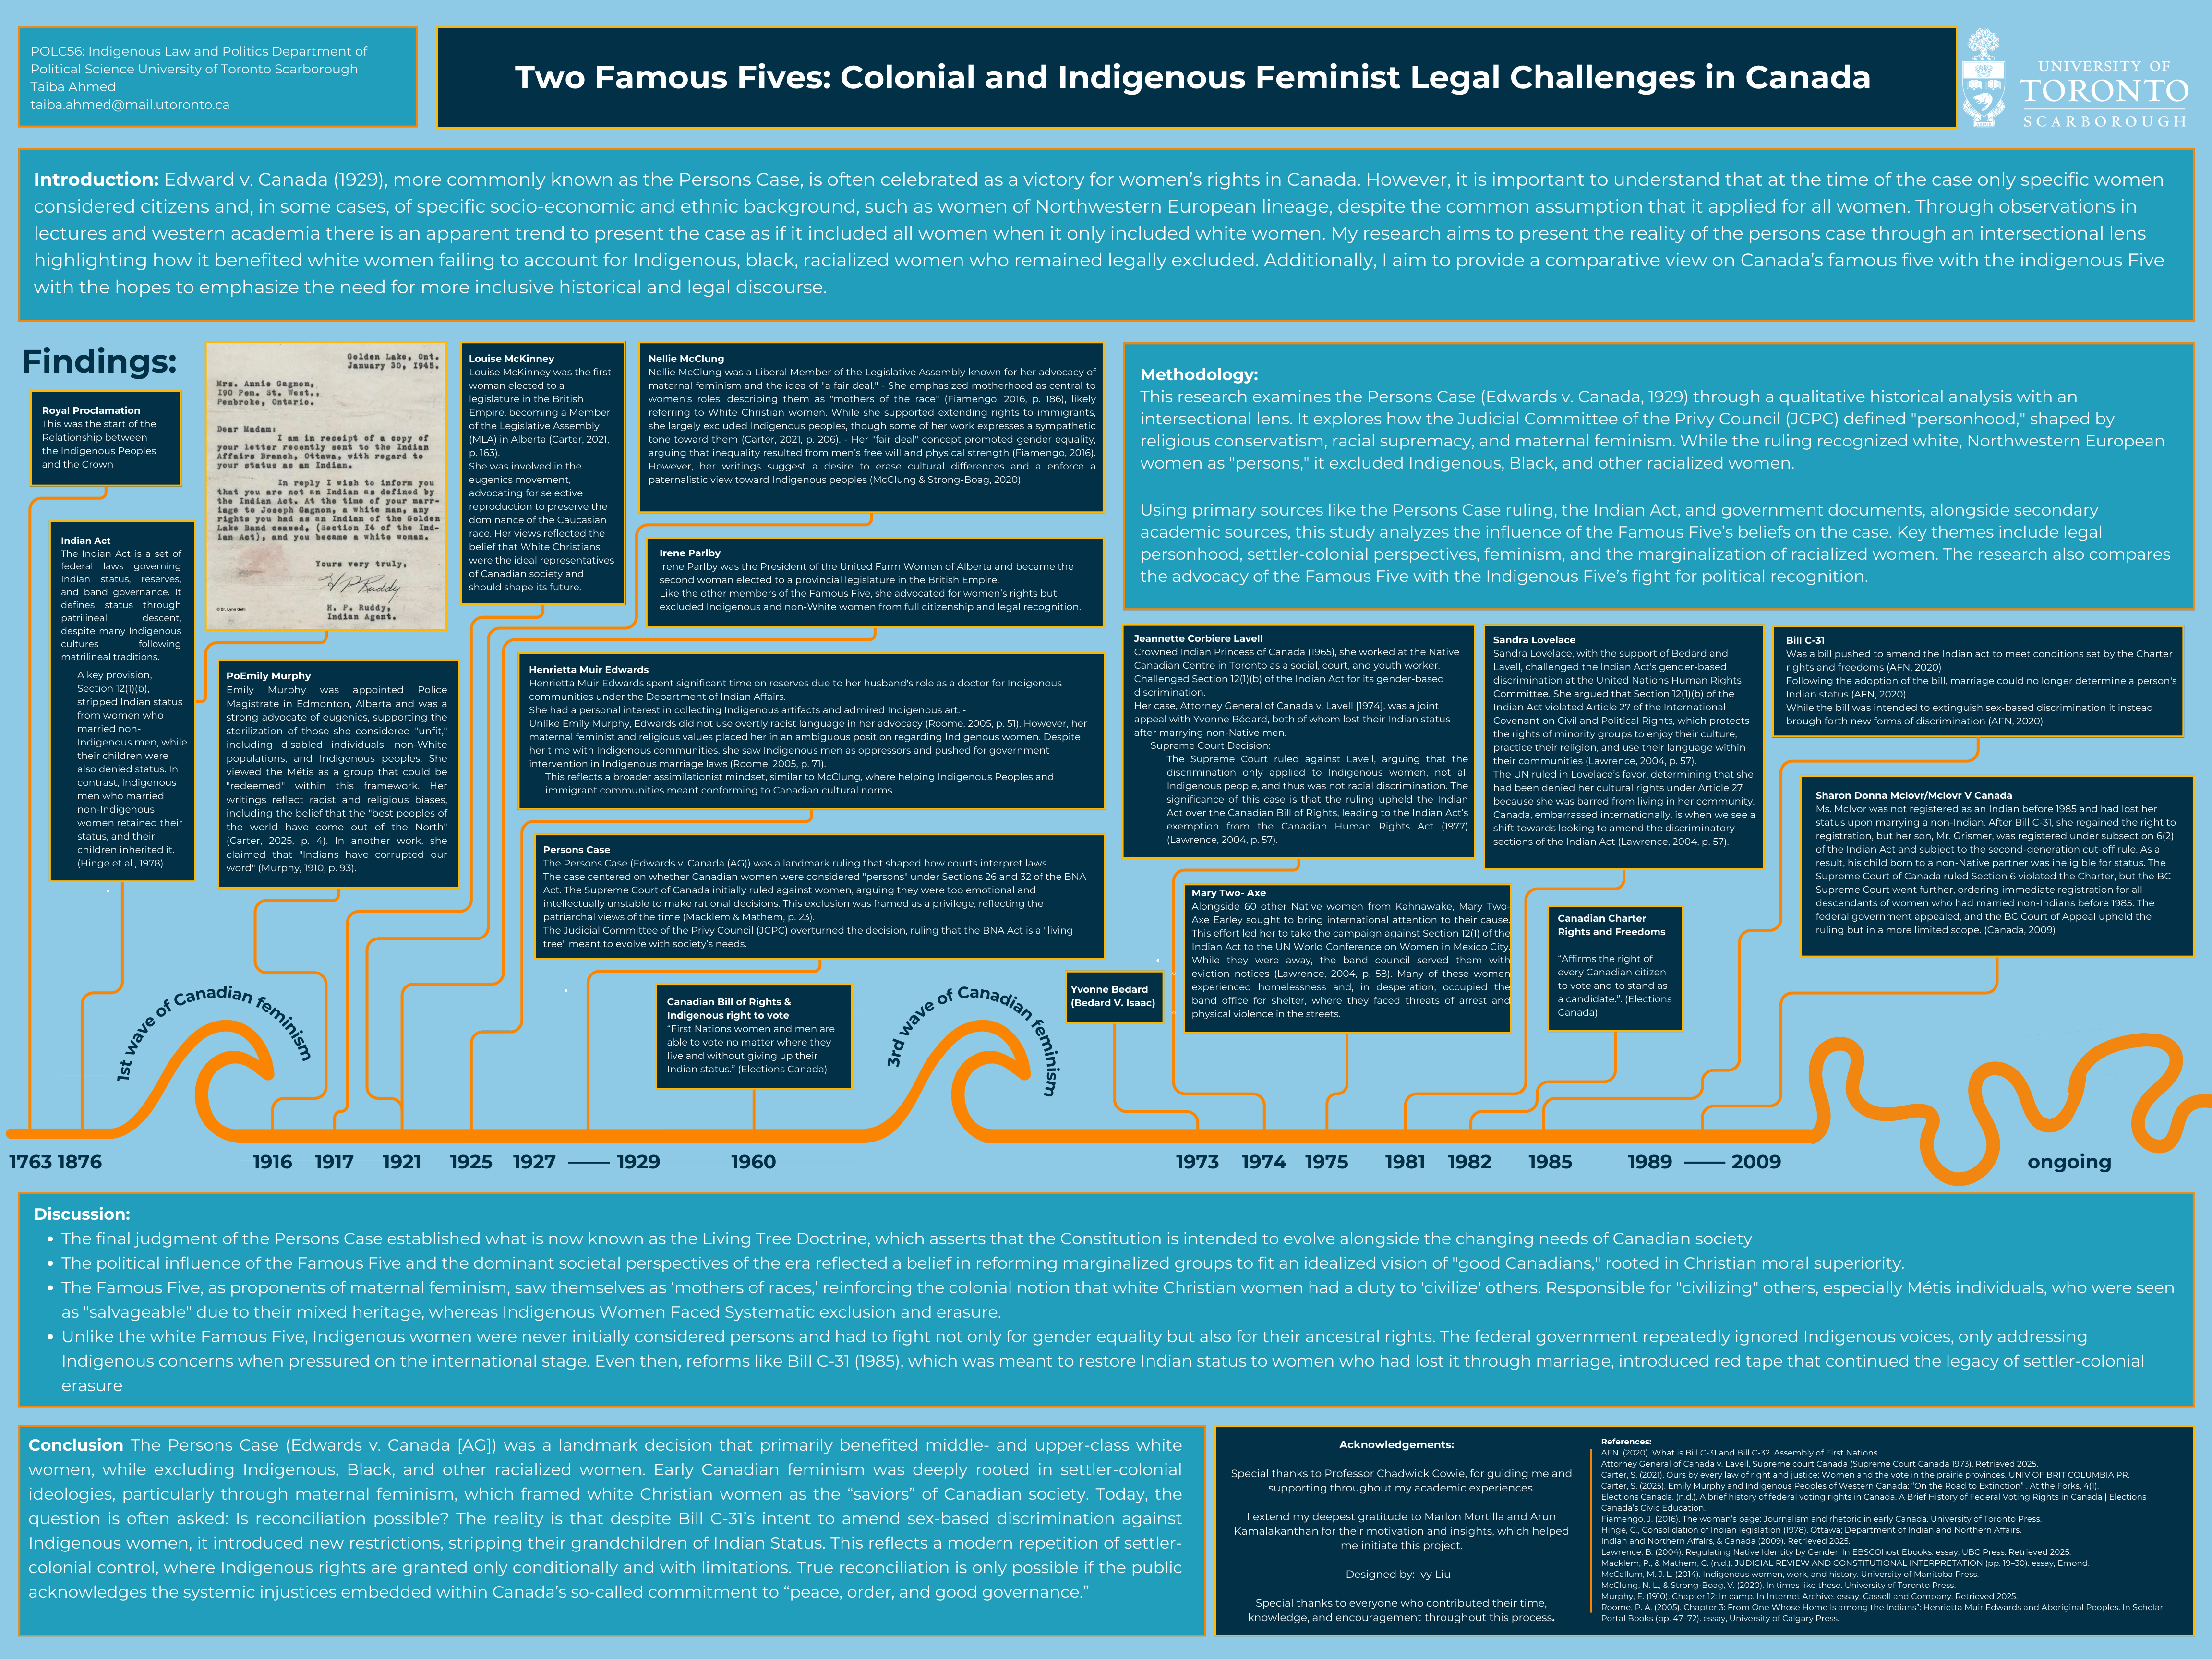 POLC56: Indigenous Law and Politics Department of
Political Science University of Toronto Scarborough
Taiba Ahmed
taiba.ahmed@mail.utoronto.ca
Two Famous Fives: Colonial and Indigenous Feminist Legal Challenges in Canada
UNIVERSITY OF
TORONTO
SCARBOROUGH
Introduction: Edward v. Canada (1929), more commonly known as the Persons Case, is often celebrated as a victory for women's rights in Canada. However, it is important to understand that at the time of the case only specific women
considered citizens and, in some cases, of specific socio-economic and ethnic background, such as women of Northwestern European lineage, despite the common assumption that it applied for all women. Through observations in
lectures and western academia there is an apparent trend to present the case as if it included all women when it only included white women. My research aims to present the reality of the persons case through an intersectional lens
highlighting how it benefited white women failing to account for Indigenous, black, racialized women who remained legally excluded. Additionally, I aim to provide a comparative view on Canada's famous five with the indigenous Five
with the hopes to emphasize the need for more inclusive historical and legal discourse.
Findings:
Royal Proclamation
This was the start of the
Relationship between
the Indigenous Peoples
and the Crown
Indian Act
The Indian Act is a set of
federal laws governing
Indian status, reserves,
and band governance. It
defines status through
patrilineal descent,
despite many Indigenous
cultures following
matrilineal traditions.
A key provision,
Section 12(1)(b),
stripped Indian status
from women who
married non-
Indigenous men, while
their children were
also denied status. In
contrast, Indigenous
men who married
non-Indigenous
women retained their
status, and their
children inherited it.
(Hinge et al., 1978)
Golden Lake, Ont.
January 30, 1945.
Mrs. Annie Gagnon,
190 Pem. St. West.,
Pembroke, Ontario.
Dear Madam:
I am in receipt of a copy of
your letter recently sent to the Indian
Affairs Branch, Ottawa, with regard to
your status as an Indian.
In reply I wish to inform you
that you are not an Indian as defined by
the Indian Act. At the time of your marr-
iage to Joseph Gagnon, a white man, any
rights you had as an Indian of the Golden
Lake Band ceased, (Section 14 of the Ind-
ian Act), and you became a white woman.
Yours very truly,
H. P. Ruddy
H. P. Ruddy,
Indian Agent.
© Dr. Lynn Gehl
PoEmily Murphy
Emily Murphy was appointed Police
Magistrate in Edmonton, Alberta and was a
strong advocate of eugenics, supporting the
sterilization of those she considered "unfit,"
including disabled individuals, non-White
populations, and Indigenous peoples. She
viewed the Métis as a group that could be
"redeemed" within this framework. Her
writings reflect racist and religious biases,
including the belief that the "best peoples of
the world have come out of the North"
(Carter, 2025, p. 4). In another work, she
claimed that "Indians have corrupted our
word" (Murphy, 1910, p. 93).
Louise McKinney
Louise McKinney was the first
woman elected to a
legislature in the British
Empire, becoming a Member
of the Legislative Assembly
(MLA) in Alberta (Carter, 2021,
p. 163).
She was involved in the
eugenics movement,
advocating for selective
reproduction to preserve the
dominance of the Caucasian
race. Her views reflected the
belief that White Christians
were the ideal representatives
of Canadian society and
should shape its future.
Nellie McClung
Nellie McClung was a Liberal Member of the Legislative Assembly known for her advocacy of
maternal feminism and the idea of "a fair deal." - She emphasized motherhood as central to
women's roles, describing them as "mothers of the race" (Fiamengo, 2016, p. 186), likely
referring to White Christian women. While she supported extending rights to immigrants,
she largely excluded Indigenous peoples, though some of her work expresses a sympathetic
tone toward them (Carter, 2021, p. 206). - Her "fair deal" concept promoted gender equality,
arguing that inequality resulted from men's free will and physical strength (Fiamengo, 2016).
However, her writings suggest a desire to erase cultural differences and a enforce a
paternalistic view toward Indigenous peoples (McClung & Strong-Boag, 2020).
Irene Parlby
Irene Parlby was the President of the United Farm Women of Alberta and became the
second woman elected to a provincial legislature in the British Empire.
Like the other members of the Famous Five, she advocated for women's rights but
excluded Indigenous and non-White women from full citizenship and legal recognition.
Henrietta Muir Edwards
Henrietta Muir Edwards spent significant time on reserves due to her husband's role as a doctor for Indigenous
communities under the Department of Indian Affairs.
She had a personal interest in collecting Indigenous artifacts and admired Indigenous art. -
Unlike Emily Murphy, Edwards did not use overtly racist language in her advocacy (Roome, 2005, p. 51). However, her
maternal feminist and religious values placed her in an ambiguous position regarding Indigenous women. Despite
her time with Indigenous communities, she saw Indigenous men as oppressors and pushed for government
intervention in Indigenous marriage laws (Roome, 2005, p. 71).
This reflects a broader assimilationist mindset, similar to McClung, where helping Indigenous Peoples and
immigrant communities meant conforming to Canadian cultural norms.
Persons Case
The Persons Case (Edwards v. Canada (AG)) was a landmark ruling that shaped how courts interpret laws.
The case centered on whether Canadian women were considered "persons" under Sections 26 and 32 of the BNA
Act. The Supreme Court of Canada initially ruled against women, arguing they were too emotional and
intellectually unstable to make rational decisions. This exclusion was framed as a privilege, reflecting the
patriarchal views of the time (Macklem & Mathem, p. 23).
The Judicial Committee of the Privy Council (JCPC) overturned the decision, ruling that the BNA Act is a "living
tree" meant to evolve with society's needs.
Canadian Bill of Rights &
Indigenous right to vote
"First Nations women and men are
able to vote no matter where they
live and without giving up their
Indian status." (Elections Canada)
Methodology:
This research examines the Persons Case (Edwards v. Canada, 1929) through a qualitative historical analysis with an
intersectional lens. It explores how the Judicial Committee of the Privy Council (JCPC) defined "personhood," shaped by
religious conservatism, racial supremacy, and maternal feminism. While the ruling recognized white, Northwestern European
women as "persons," it excluded Indigenous, Black, and other racialized women.
Using primary sources like the Persons Case ruling, the Indian Act, and government documents, alongside secondary
academic sources, this study analyzes the influence of the Famous Five's beliefs on the case. Key themes include legal
personhood, settler-colonial perspectives, feminism, and the marginalization of racialized women. The research also compares
the advocacy of the Famous Five with the Indigenous Five's fight for political recognition.
Jeannette Corbiere Lavell
Crowned Indian Princess of Canada (1965), she worked at the Native
Canadian Centre in Toronto as a social, court, and youth worker.
Challenged Section 12(1)(b) of the Indian Act for its gender-based
discrimination.
Her case, Attorney General of Canada v. Lavell [1974], was a joint
appeal with Yvonne Bédard, both of whom lost their Indian status
after marrying non-Native men.
Supreme Court Decision:
The Supreme Court ruled against Lavell, arguing that the
discrimination only applied to Indigenous women, not all
Indigenous people, and thus was not racial discrimination. The
significance of this case is that the ruling upheld the Indian
Act over the Canadian Bill of Rights, leading to the Indian Act's
exemption from the Canadian Human Rights Act (1977)
(Lawrence, 2004, p. 57).
Sandra Lovelace
Sandra Lovelace, with the support of Bedard and
Lavell, challenged the Indian Act's gender-based
discrimination at the United Nations Human Rights
Committee. She argued that Section 12(1)(b) of the
Indian Act violated Article 27 of the International
Covenant on Civil and Political Rights, which protects
the rights of minority groups to enjoy their culture,
practice their religion, and use their language within
their communities (Lawrence, 2004, p. 57).
The UN ruled in Lovelace's favor, determining that she
had been denied her cultural rights under Article 27
because she was barred from living in her community.
Canada, embarrassed internationally, is when we see a
shift towards looking to amend the discriminatory
sections of the Indian Act (Lawrence, 2004, p. 57).
Bill C-31
Was a bill pushed to amend the Indian act to meet conditions set by the Charter
rights and freedoms (AFN, 2020)
Following the adoption of the bill, marriage could no longer determine a person's
Indian status (AFN, 2020).
While the bill was intended to extinguish sex-based discrimination it instead
brough forth new forms of discrimination (AFN, 2020)
Sharon Donna Mclovr/Mclovr V Canada
Ms. McIvor was not registered as an Indian before 1985 and had lost her
status upon marrying a non-Indian. After Bill C-31, she regained the right to
registration, but her son, Mr. Grismer, was registered under subsection 6(2)
of the Indian Act and subject to the second-generation cut-off rule. As a
result, his child born to a non-Native partner was ineligible for status. The
Supreme Court of Canada ruled Section 6 violated the Charter, but the BC
Supreme Court went further, ordering immediate registration for all
descendants of women who had married non-Indians before 1985. The
federal government appealed, and the BC Court of Appeal upheld the
ruling but in a more limited scope. (Canada, 2009)
Yvonne Bedard
(Bedard V. Isaac)
Mary Two- Axe
Alongside 60 other Native women from Kahnawake, Mary Two-
Axe Earley sought to bring international attention to their cause.
This effort led her to take the campaign against Section 12(1) of the
Indian Act to the UN World Conference on Women in Mexico City.
While they were away, the band council served them with
eviction notices (Lawrence, 2004, p. 58). Many of these women
experienced homelessness and, in desperation, occupied the
band office for shelter, where they faced threats of arrest and
physical violence in the streets.
Canadian Charter
Rights and Freedoms
"Affirms the right of
every Canadian citizen
to vote and to stand as
a candidate.". (Elections
Canada)
1st wave of Canadian feminism
3rd wave of Canadian feminism
1763 1876 1916 1917 1921 1925 1927 —— 1929 1960 1973 1974 1975 1981 1982 1985 1989 —— 2009 ongoing
Discussion:
• The final judgment of the Persons Case established what is now known as the Living Tree Doctrine, which asserts that the Constitution is intended to evolve alongside the changing needs of Canadian society
• The political influence of the Famous Five and the dominant societal perspectives of the era reflected a belief in reforming marginalized groups to fit an idealized vision of "good Canadians," rooted in Christian moral superiority.
• The Famous Five, as proponents of maternal feminism, saw themselves as 'mothers of races,' reinforcing the colonial notion that white Christian women had a duty to 'civilize' others. Responsible for "civilizing" others, especially Métis individuals, who were seen
as "salvageable" due to their mixed heritage, whereas Indigenous Women Faced Systematic exclusion and erasure.
• Unlike the white Famous Five, Indigenous women were never initially considered persons and had to fight not only for gender equality but also for their ancestral rights. The federal government repeatedly ignored Indigenous voices, only addressing
Indigenous concerns when pressured on the international stage. Even then, reforms like Bill C-31 (1985), which was meant to restore Indian status to women who had lost it through marriage, introduced red tape that continued the legacy of settler-colonial
erasure
Conclusion The Persons Case (Edwards v. Canada [AG]) was a landmark decision that primarily benefited middle- and upper-class white
women, while excluding Indigenous, Black, and other racialized women. Early Canadian feminism was deeply rooted in settler-colonial
ideologies, particularly through maternal feminism, which framed white Christian women as the "saviors" of Canadian society. Today, the
question is often asked: Is reconciliation possible? The reality is that despite Bill C-31's intent to amend sex-based discrimination against
Indigenous women, it introduced new restrictions, stripping their grandchildren of Indian Status. This reflects a modern repetition of settler-
colonial control, where Indigenous rights are granted only conditionally and with limitations. True reconciliation is only possible if the public
acknowledges the systemic injustices embedded within Canada's so-called commitment to "peace, order, and good governance."
Acknowledgements:
Special thanks to Professor Chadwick Cowie, for guiding me and
supporting throughout my academic experiences.
I extend my deepest gratitude to Marlon Mortilla and Arun
Kamalakanthan for their motivation and insights, which helped
me initiate this project.
Designed by: Ivy Liu
Special thanks to everyone who contributed their time,
knowledge, and encouragement throughout this process.
References:
AFN. (2020). What is Bill C-31 and Bill C-3?. Assembly of First Nations.
Attorney General of Canada v. Lavell, Supreme court Canada (Supreme Court Canada 1973). Retrieved 2025.
Carter, S. (2021). Ours by every law of right and justice: Women and the vote in the prairie provinces. UNIV OF BRIT COLUMBIA PR.
Carter, S. (2025). Emily Murphy and Indigenous Peoples of Western Canada: "On the Road to Extinction" . At the Forks, 4(1).
Elections Canada. (n.d.). A brief history of federal voting rights in Canada. A Brief History of Federal Voting Rights in Canada | Elections
Canada's Civic Education.
Fiamengo, J. (2016). The woman's page: Journalism and rhetoric in early Canada. University of Toronto Press.
Hinge, G., Consolidation of Indian legislation (1978). Ottawa; Department of Indian and Northern Affairs.
Indian and Northern Affairs, & Canada (2009). Retrieved 2025.
Lawrence, B. (2004). Regulating Native Identity by Gender. In EBSCOhost Ebooks. essay, UBC Press. Retrieved 2025.
Macklem, P., & Mathem, C. (n.d.). JUDICIAL REVIEW AND CONSTITUTIONAL INTERPRETATION (pp. 19–30). essay, Emond.
McCallum, M. J. L. (2014). Indigenous women, work, and history. University of Manitoba Press.
McClung, N. L., & Strong-Boag, V. (2020). In times like these. University of Toronto Press.
Murphy, E. (1910). Chapter 12: In camp. In Internet Archive. essay, Cassell and Company. Retrieved 2025.
Roome, P. A. (2005). Chapter 3: From One Whose Home Is among the Indians": Henrietta Muir Edwards and Aboriginal Peoples. In Scholar
Portal Books (pp. 47–72). essay, University of Calgary Press.